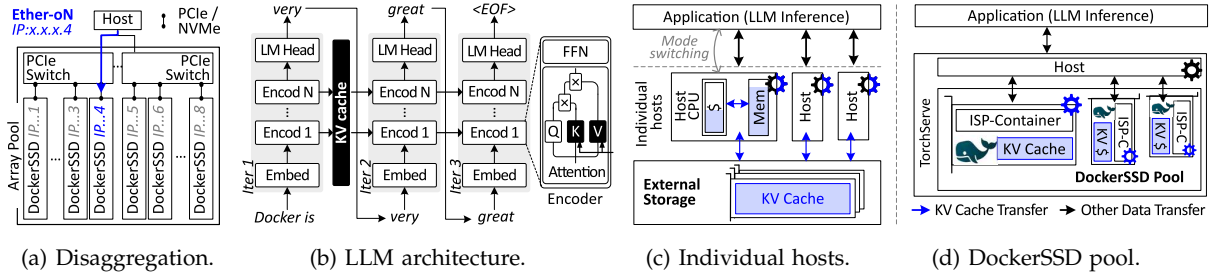 Ether-oN
IP:x.x.x.4
Host
PCIe /
NVMe
PCIe
Switch
PCIe
Switch
Array Pool
DockerSSD IP...1
...
DockerSSD IP...3
DockerSSD IP...4
DockerSSD IP...5
DockerSSD IP...6
...
DockerSSD IP...8
(a) Disaggregation.
very
great
<EOF>
LM Head
LM Head
LM Head
Encod N
Encod N
Encod N
KV cache
Encod 1
Encod 1
Encod 1
Embed
Embed
Embed
Iter 1
Iter 2
Iter 3
Docker is
very
great
FFN
×
×
Q
K
V
Attention
Encoder
(b) LLM architecture.
Application (LLM Inference)
Mode
switching
Individual
hosts
Host
CPU
$
Mem
Host
Host
External
Storage
KV Cache
(c) Individual hosts.
Application (LLM Inference)
TorchServe
Host
ISP-Container
KV Cache
ISP-C
KV $
ISP-C
KV $
DockerSSD Pool
KV Cache Transfer
Other Data Transfer
(d) DockerSSD pool.